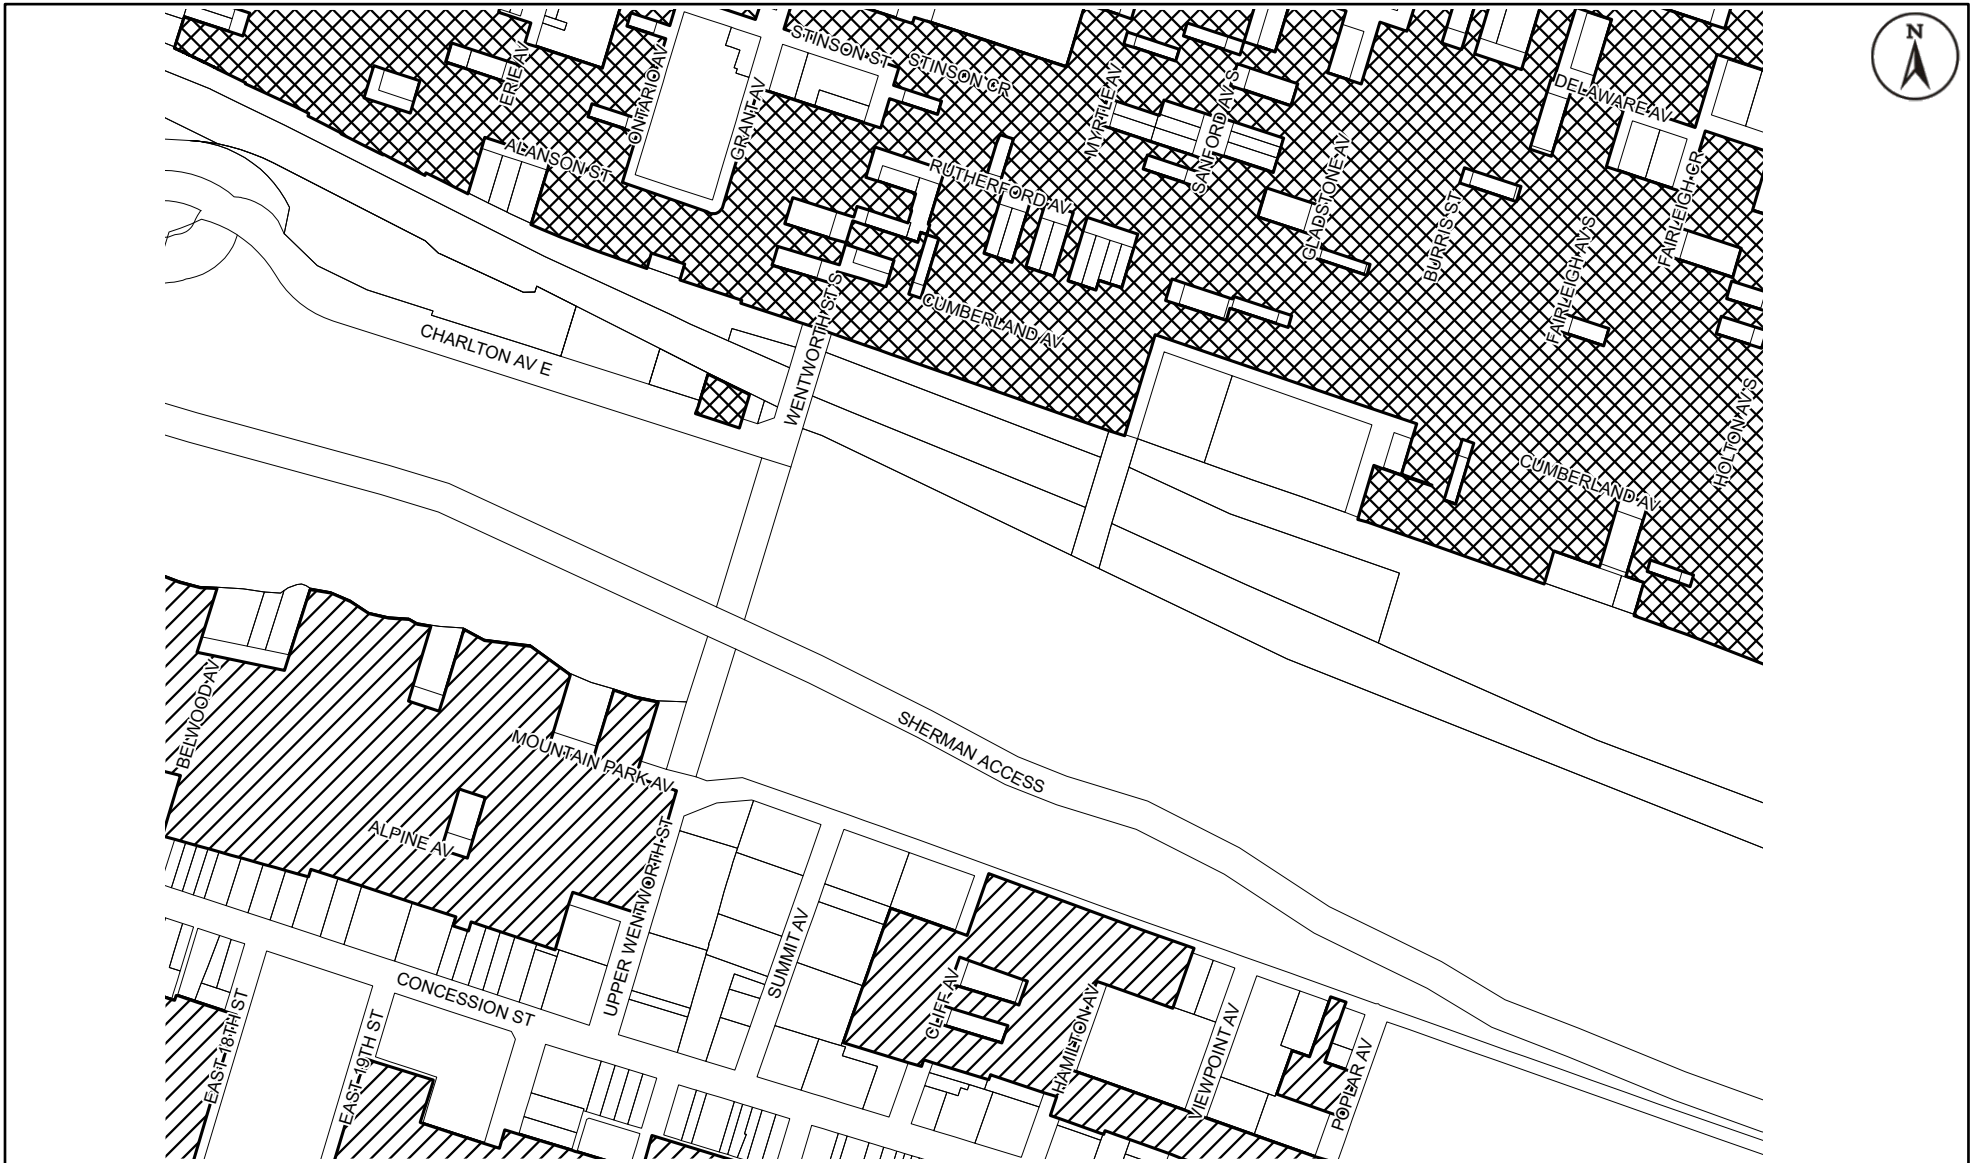 N
STINSON ST
STINSON CR
ERIE AV
ONTARIO AV
GRANT AV
MYRTLE AV
SANFORD AV S
DELAWARE AV
ALANSON ST
RUTHERFORD AV
GLADSTONE AV
BURRIS ST
FAIRLEIGH AV S
FAIRLEIGH CR
CUMBERLAND AV
WENTWORTH ST S
CHARLTON AV E
HOLTON AV S
CUMBERLAND AV
BELWOOD AV
MOUNTAIN PARK AV
SHERMAN ACCESS
ALPINE AV
UPPER WENTWORTH ST
SUMMIT AV
CONCESSION ST
CLIFF AV
HAMILTON AV
VIEWPOINT AV
POPLAR AV
EAST 18TH ST
EAST 19TH ST